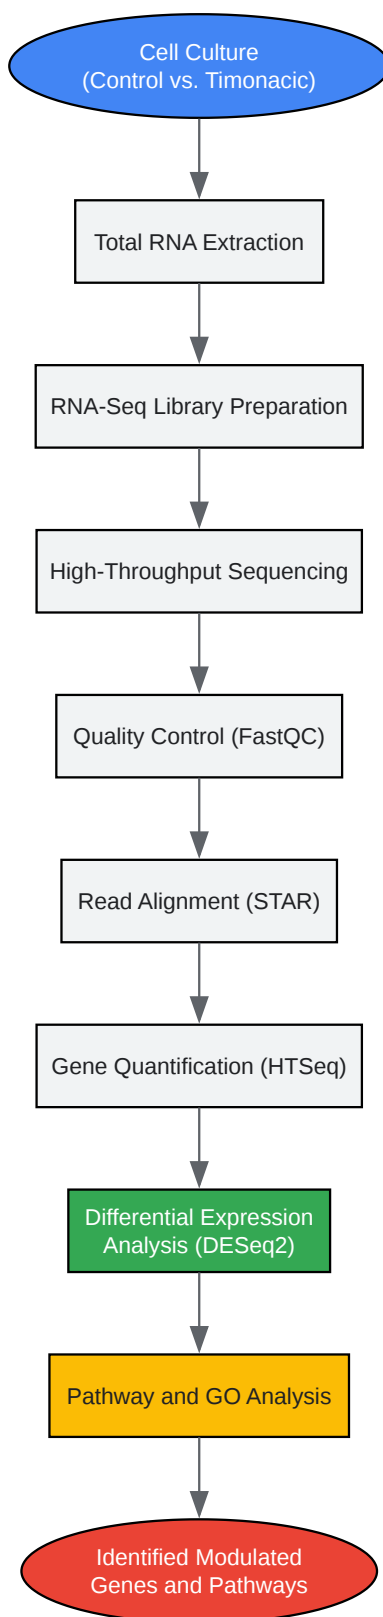 Cell Culture
(Control vs. Timonacic)
Total RNA Extraction
RNA-Seq Library Preparation
High-Throughput Sequencing
Quality Control (FastQC)
Read Alignment (STAR)
Gene Quantification (HTSeq)
Differential Expression
Analysis (DESeq2)
Pathway and GO Analysis
Identified Modulated
Genes and Pathways